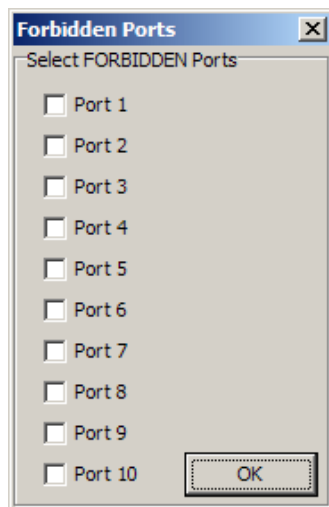 Forbidden Ports
Select FORBIDDEN Ports
Port 1
Port 2
Port 3
Port 4
Port 5
Port 6
Port 7
Port 8
Port 9
Port 10 OK